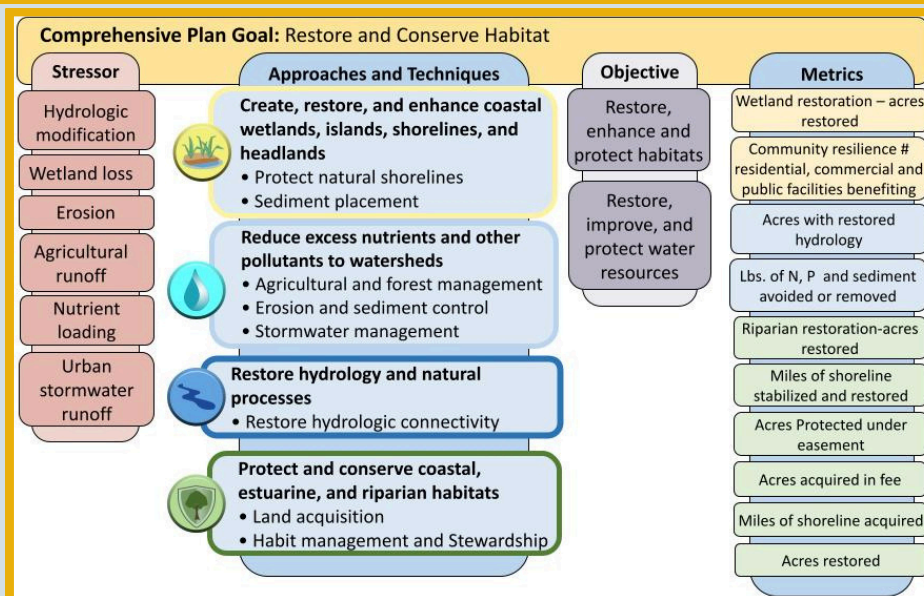 Comprehensive Plan Goal: Restore and Conserve Habitat
Stressor
Hydrologic
modification
Wetland loss
Erosion
Agricultural
runoff
Nutrient
loading
Urban
stormwater
runoff
Approaches and Techniques
Create, restore, and enhance coastal
wetlands, islands, shorelines, and
headlands
• Protect natural shorelines
• Sediment placement
Reduce excess nutrients and other
pollutants to watersheds
• Agricultural and forest management
• Erosion and sediment control
• Stormwater management
Restore hydrology and natural
processes
• Restore hydrologic connectivity
Protect and conserve coastal,
estuarine, and riparian habitats
• Land acquisition
• Habit management and Stewardship
Objective
Restore,
enhance and
protect habitats
Restore,
improve, and
protect water
resources
Metrics
Wetland restoration – acres
restored
Community resilience #
residential, commercial and
public facilities benefiting
Acres with restored
hydrology
Lbs. of N, P and sediment
avoided or removed
Riparian restoration-acres
restored
Miles of shoreline
stabilized and restored
Acres Protected under
easement
Acres acquired in fee
Miles of shoreline acquired
Acres restored